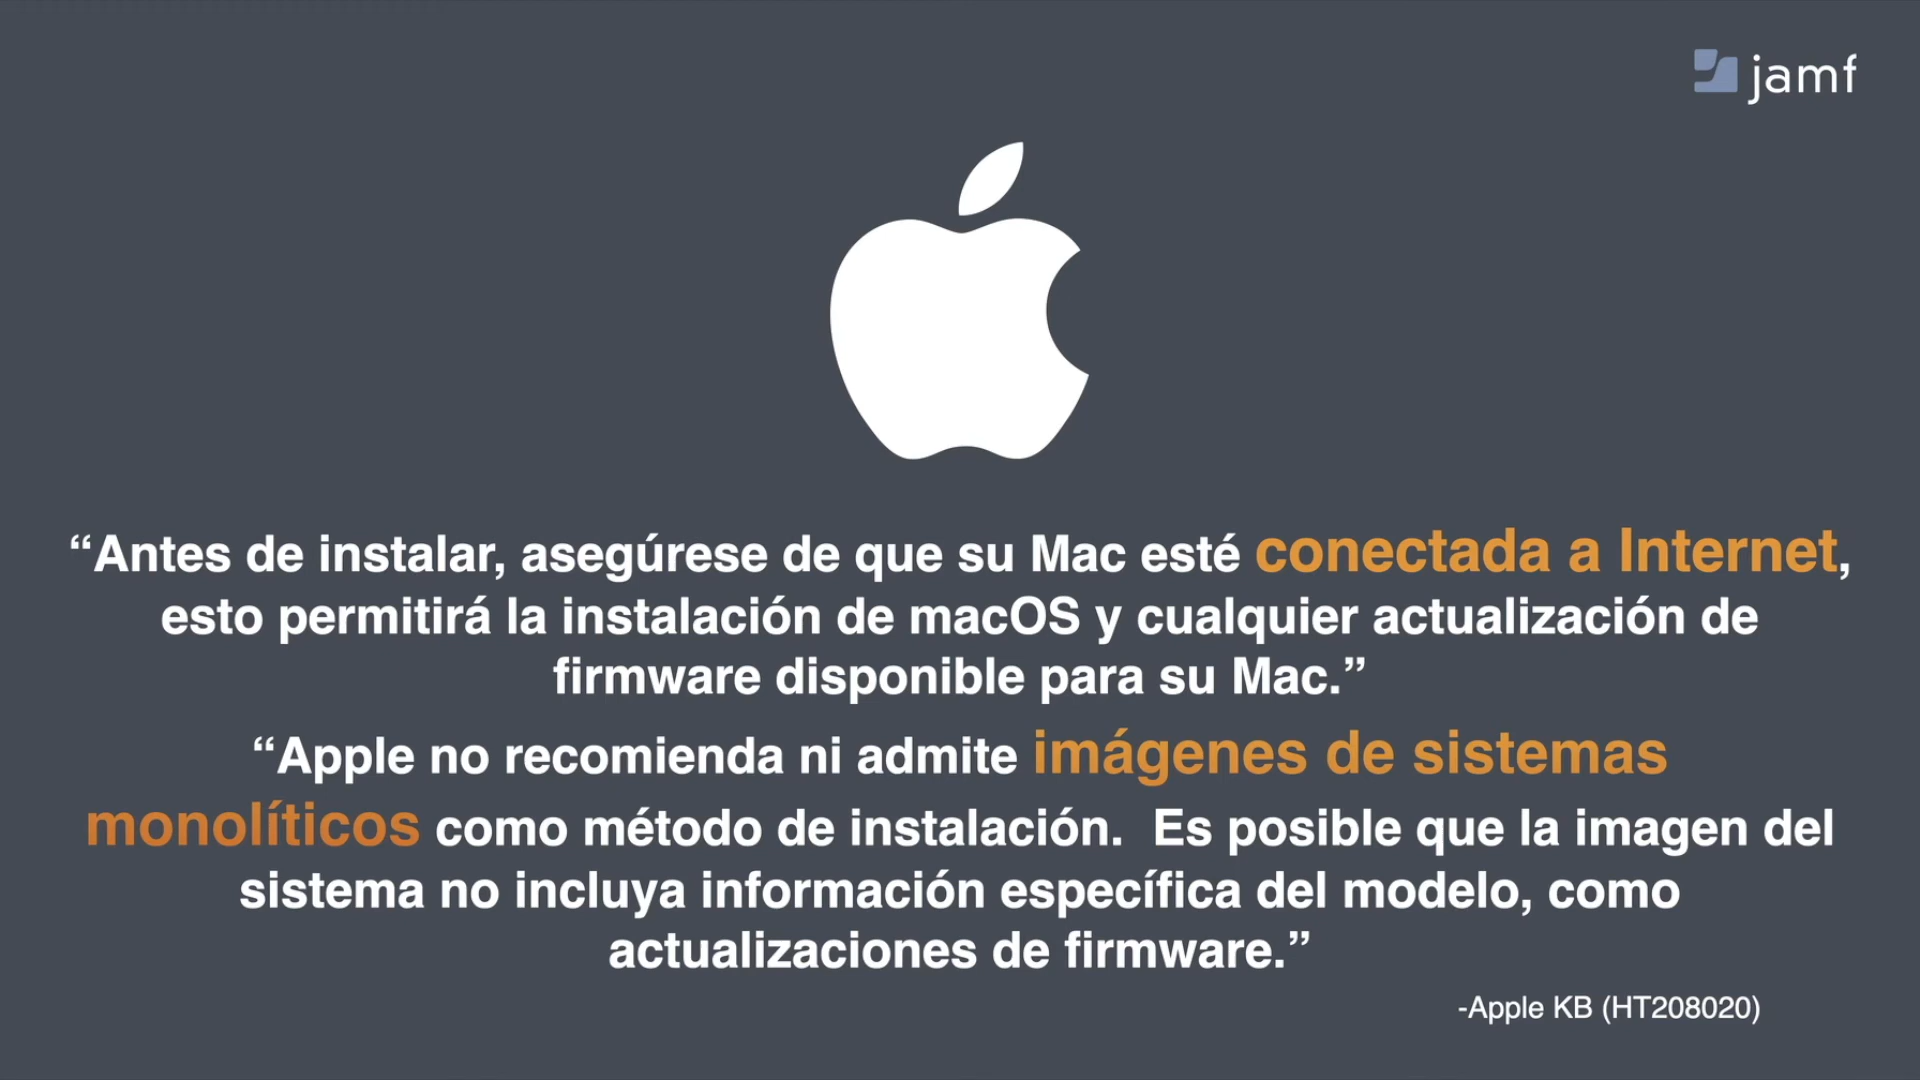 jamf
“Antes de instalar, asegúrese de que su Mac esté conectada a Internet,
esto permitirá la instalación de macOS y cualquier actualización de
firmware disponible para su Mac.”
“Apple no recomienda ni admite imágenes de sistemas
monolíticos como método de instalación.  Es posible que la imagen del
sistema no incluya información específica del modelo, como
actualizaciones de firmware.”
-Apple KB (HT208020)